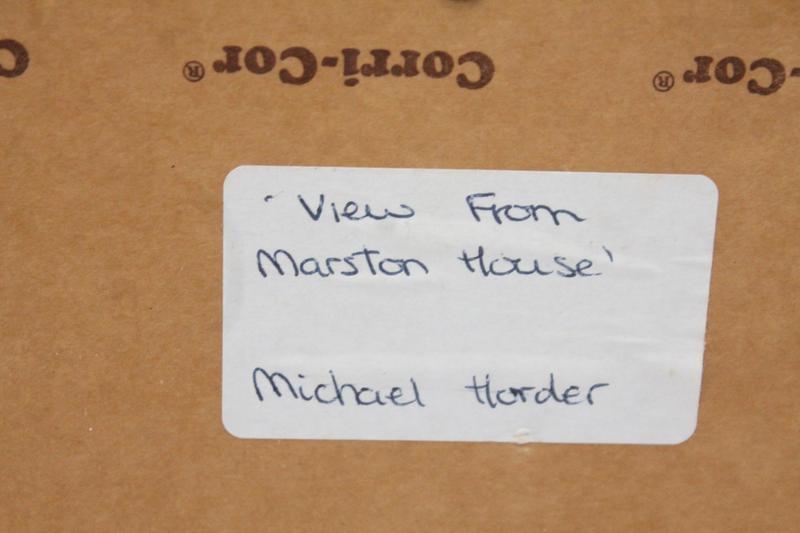 Corri-Cor®
'View From
Marston House'
Michael Horder